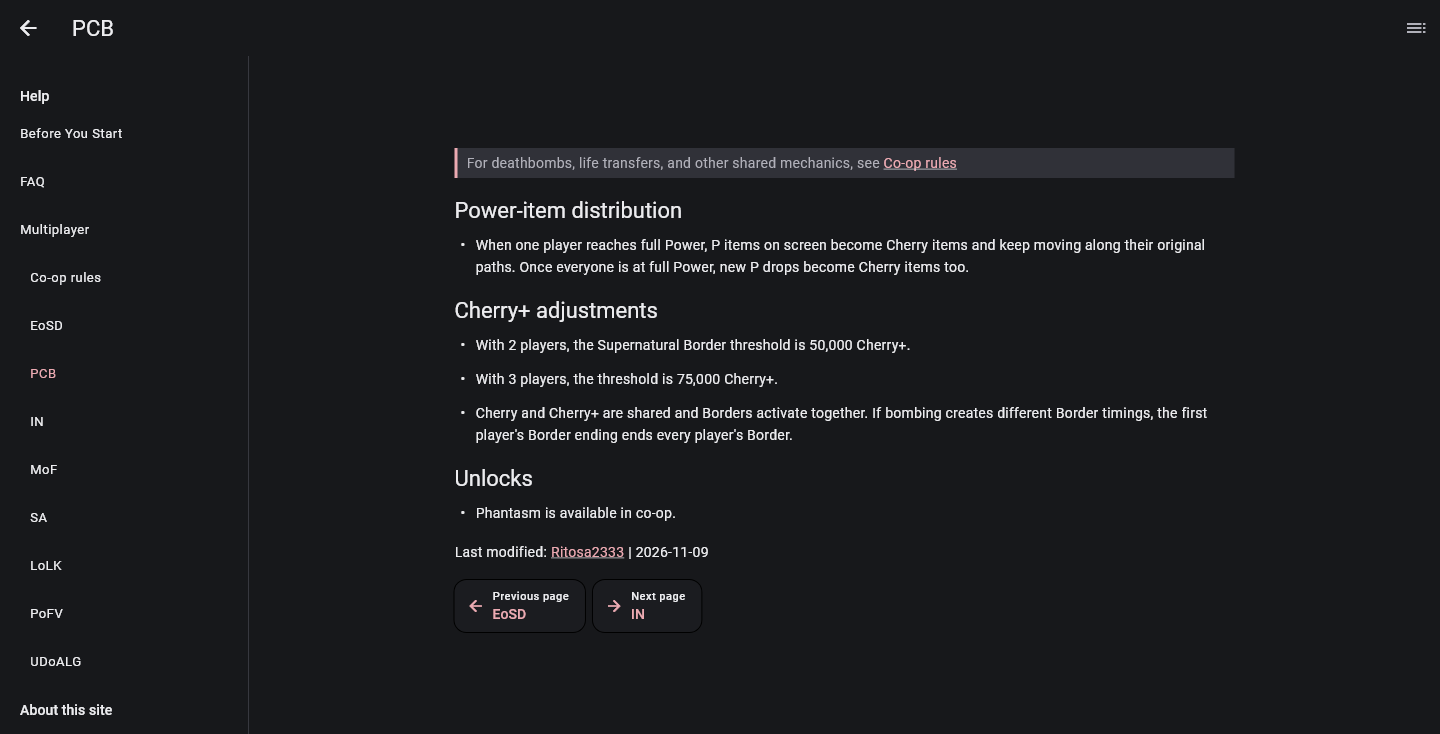 PCB
Help
Before You Start
FAQ
Multiplayer
Co-op rules
EoSD
PCB
IN
MoF
SA
LoLK
PoFV
UDoALG
About this site
For deathbombs, life transfers, and other shared mechanics, see Co-op rules
Power-item distribution
• When one player reaches full Power, P items on screen become Cherry items and keep moving along their original
paths. Once everyone is at full Power, new P drops become Cherry items too.
Cherry+ adjustments
• With 2 players, the Supernatural Border threshold is 50,000 Cherry+.
• With 3 players, the threshold is 75,000 Cherry+.
• Cherry and Cherry+ are shared and Borders activate together. If bombing creates different Border timings, the first
player's Border ending ends every player's Border.
Unlocks
• Phantasm is available in co-op.
Last modified: Ritosa2333 | 2026-11-09
Previous page
EoSD
Next page
IN